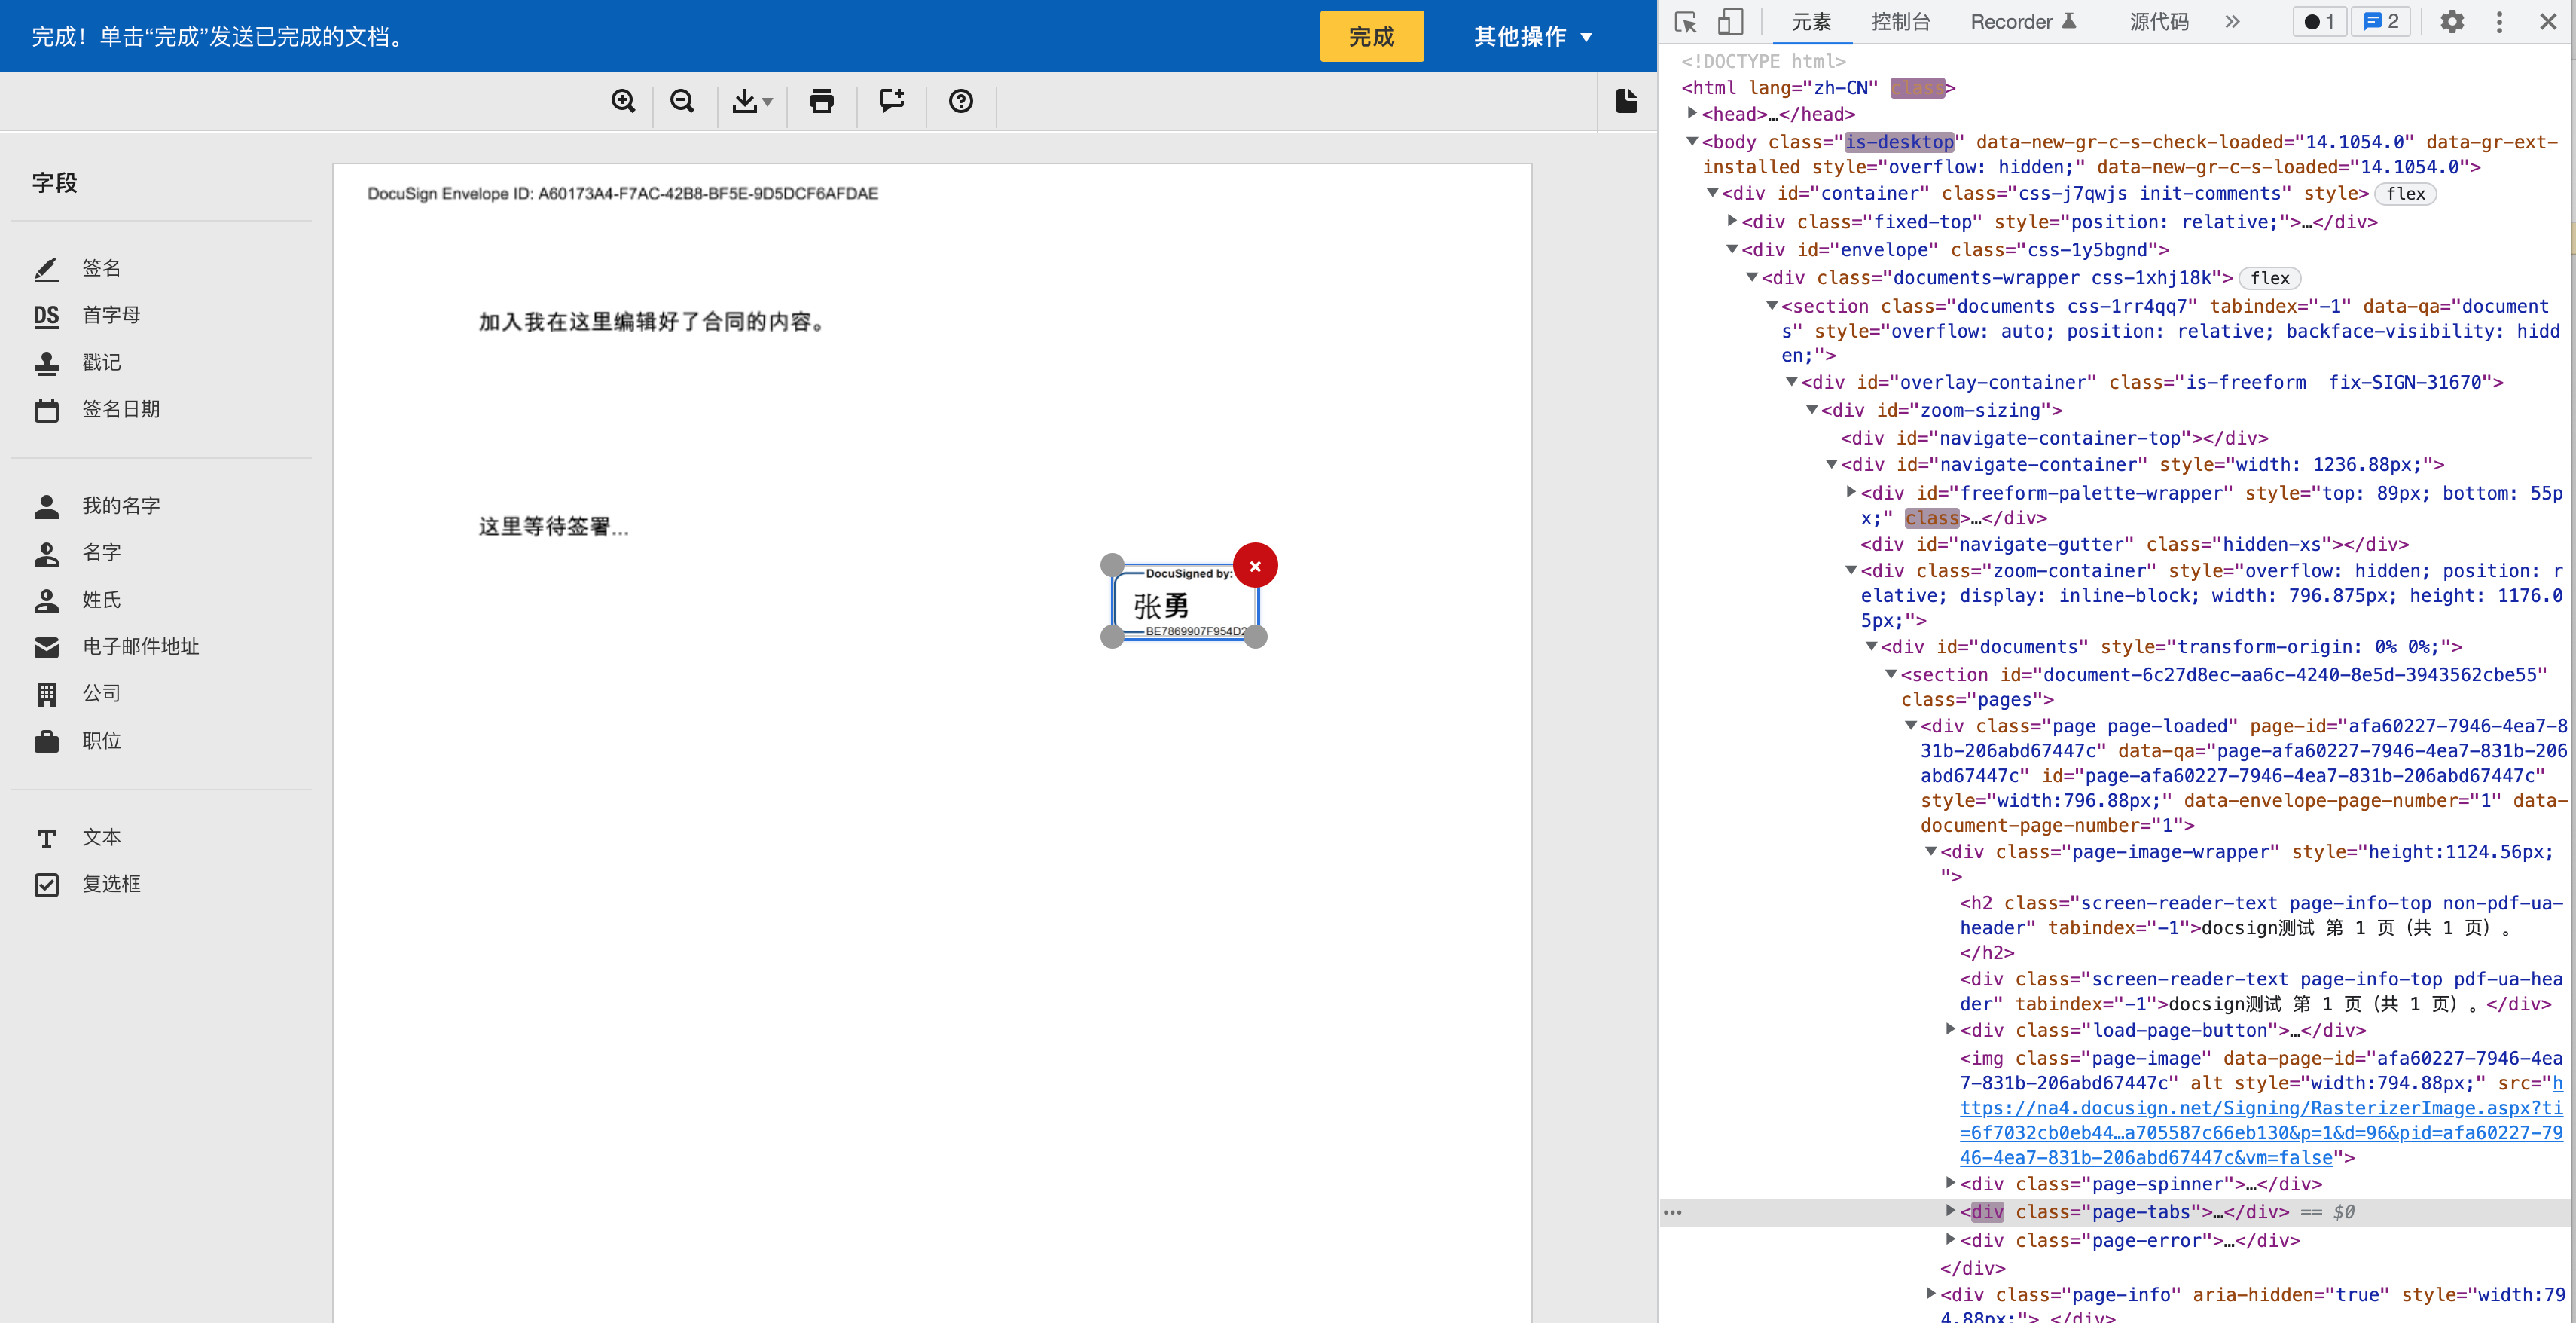 完成！单击“完成”发送已完成的文档。
完成
其他操作
字段
签名
DS 首字母
戳记
签名日期
我的名字
名字
姓氏
电子邮件地址
公司
职位
文本
复选框
DocuSign Envelope ID: A60173A4-F7AC-42B8-BF5E-9D5DCF6AFDAE
加入我在这里编辑好了合同的内容。
这里等待签署...
DocuSigned by:
张勇
BE7869907F954D2
元素 控制台 Recorder 源代码 » 1 2
<!DOCTYPE html>
<html lang="zh-CN" class>
<head>…</head>
<body class="is-desktop" data-new-gr-c-s-check-loaded="14.1054.0" data-gr-ext-
installed style="overflow: hidden;" data-new-gr-c-s-loaded="14.1054.0">
<div id="container" class="css-j7qwjs init-comments" style> flex
<div class="fixed-top" style="position: relative;">…</div>
<div id="envelope" class="css-1y5bgnd">
<div class="documents-wrapper css-1xhj18k"> flex
<section class="documents css-1rr4qq7" tabindex="-1" data-qa="document
s" style="overflow: auto; position: relative; backface-visibility: hidd
en;">
<div id="overlay-container" class="is-freeform  fix-SIGN-31670">
<div id="zoom-sizing">
<div id="navigate-container-top"></div>
<div id="navigate-container" style="width: 1236.88px;">
<div id="freeform-palette-wrapper" style="top: 89px; bottom: 55p
x;" class>…</div>
<div id="navigate-gutter" class="hidden-xs"></div>
<div class="zoom-container" style="overflow: hidden; position: r
elative; display: inline-block; width: 796.875px; height: 1176.0
5px;">
<div id="documents" style="transform-origin: 0% 0%;">
<section id="document-6c27d8ec-aa6c-4240-8e5d-3943562cbe55"
class="pages">
<div class="page page-loaded" page-id="afa60227-7946-4ea7-8
31b-206abd67447c" data-qa="page-afa60227-7946-4ea7-831b-206
abd67447c" id="page-afa60227-7946-4ea7-831b-206abd67447c"
style="width:796.88px;" data-envelope-page-number="1" data-
document-page-number="1">
<div class="page-image-wrapper" style="height:1124.56px;
">
<h2 class="screen-reader-text page-info-top non-pdf-ua-
header" tabindex="-1">docsign测试 第 1 页（共 1 页）。
</h2>
<div class="screen-reader-text page-info-top pdf-ua-hea
der" tabindex="-1">docsign测试 第 1 页（共 1 页）。</div>
<div class="load-page-button">…</div>
<img class="page-image" data-page-id="afa60227-7946-4ea
7-831b-206abd67447c" alt style="width:794.88px;" src="h
ttps://na4.docusign.net/Signing/RasterizerImage.aspx?ti
=6f7032cb0eb44…a705587c66eb130&p=1&d=96&pid=afa60227-79
46-4ea7-831b-206abd67447c&vm=false">
<div class="page-spinner">…</div>
<div class="page-tabs">…</div> == $0
<div class="page-error">…</div>
</div>
<div class="page-info" aria-hidden="true" style="width:79
4.88px;">…</div>